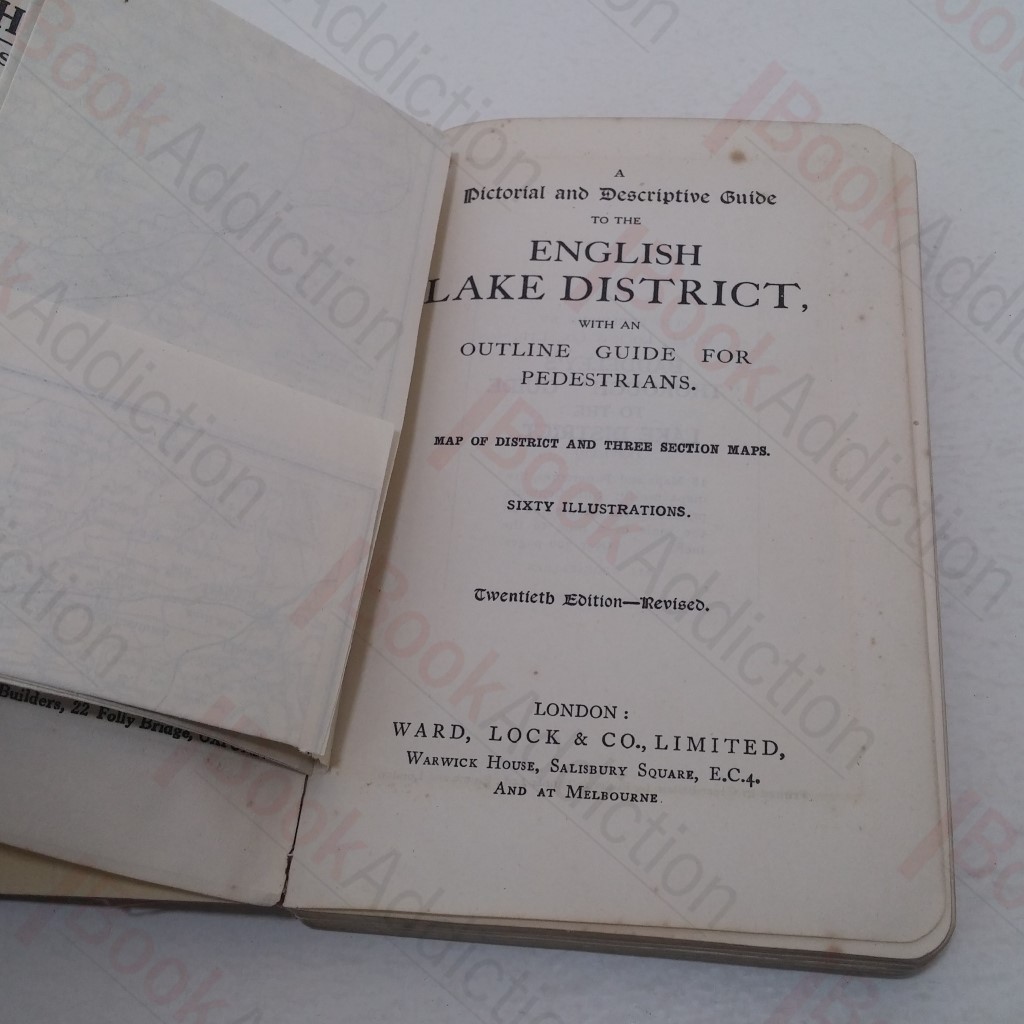 A
Pictorial and Descriptive Guide
TO THE
ENGLISH
LAKE DISTRICT,
WITH AN
OUTLINE GUIDE FOR
PEDESTRIANS.
MAP OF DISTRICT AND THREE SECTION MAPS.
SIXTY ILLUSTRATIONS.
Twentieth Edition—Revised.
LONDON:
WARD, LOCK & CO., LIMITED,
WARWICK HOUSE, SALISBURY SQUARE, E.C.4.
AND AT MELBOURNE.
Builders, 22 Folly Bridge,
BookAddiction